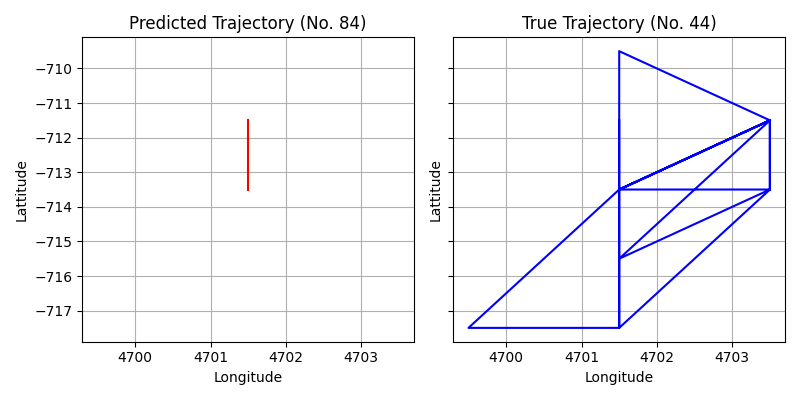 Predicted Trajectory (No. 84)
Lattitude
−710
−711
−712
−713
−714
−715
−716
−717
4700
4701
4702
4703
Longitude
True Trajectory (No. 44)
Lattitude
4700
4701
4702
4703
Longitude